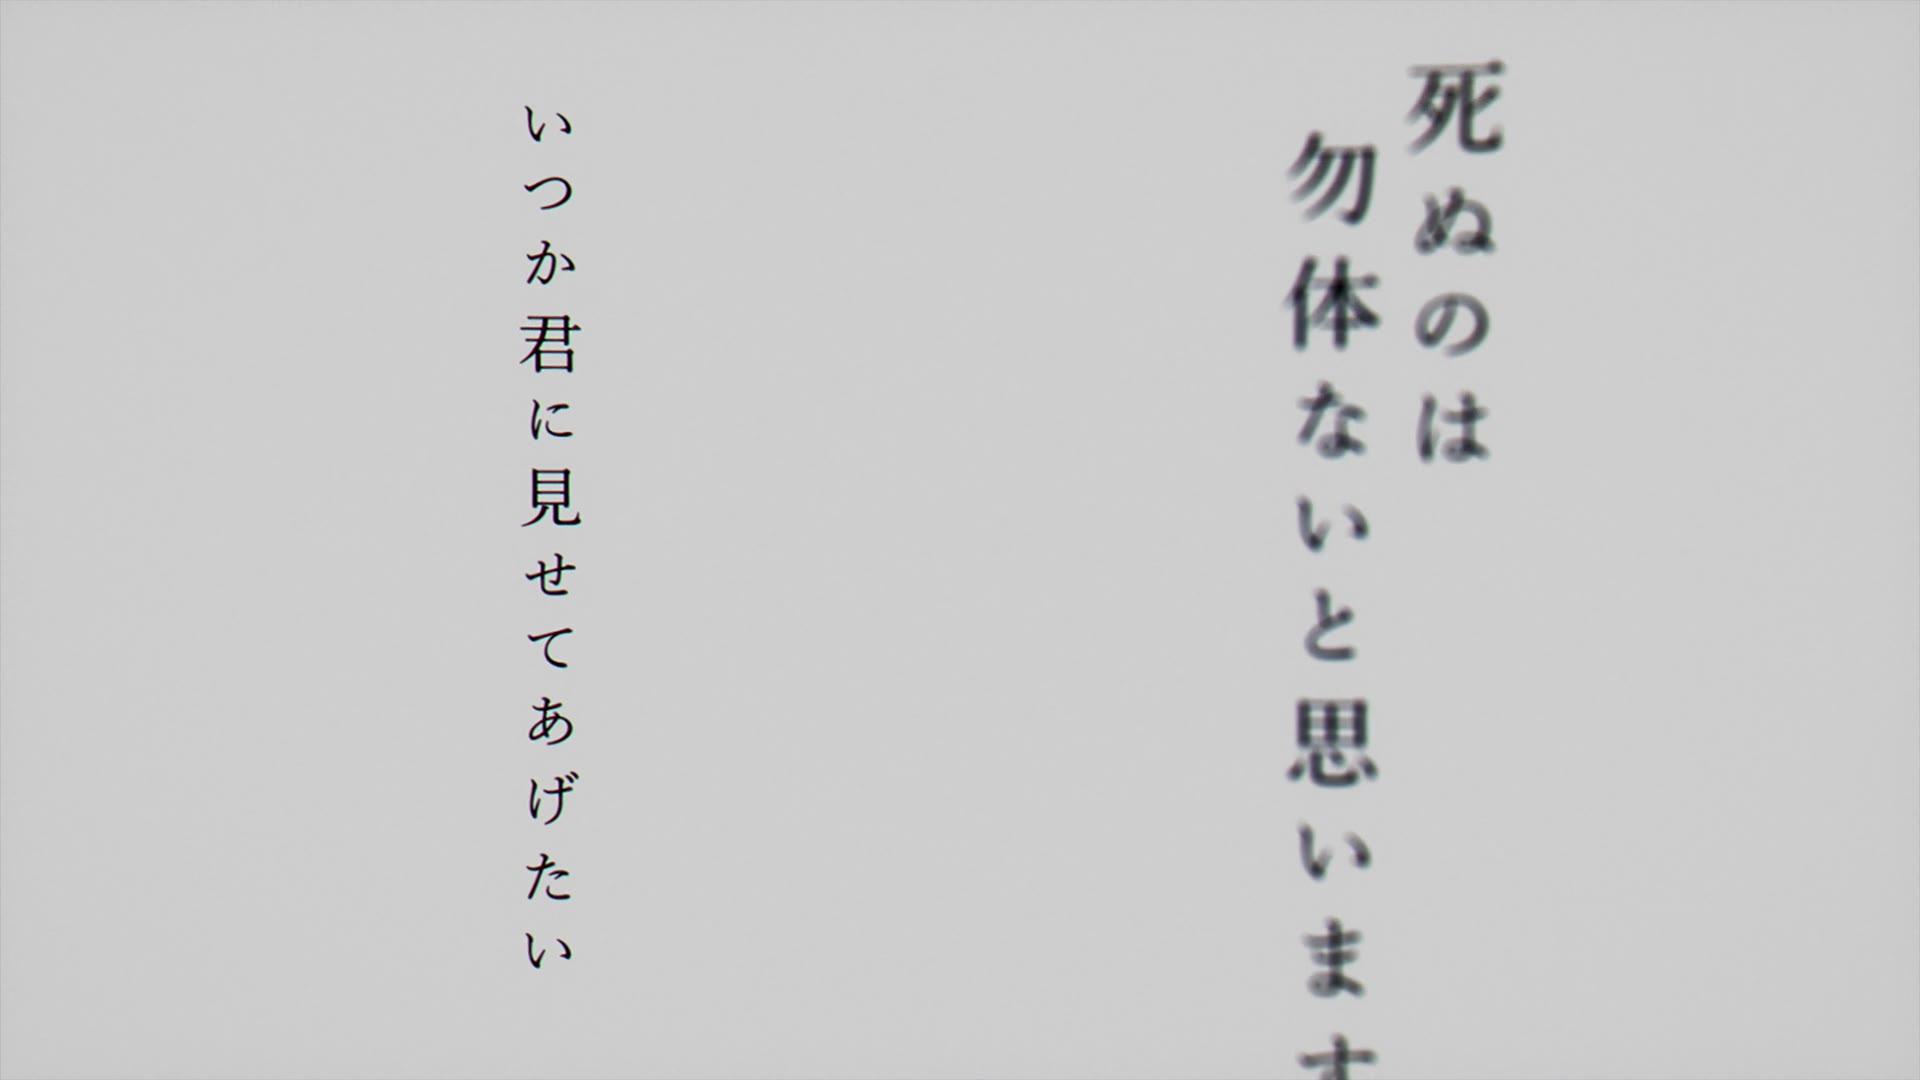 死ぬのは
勿体ないと思います
いつか君に見せてあげたい